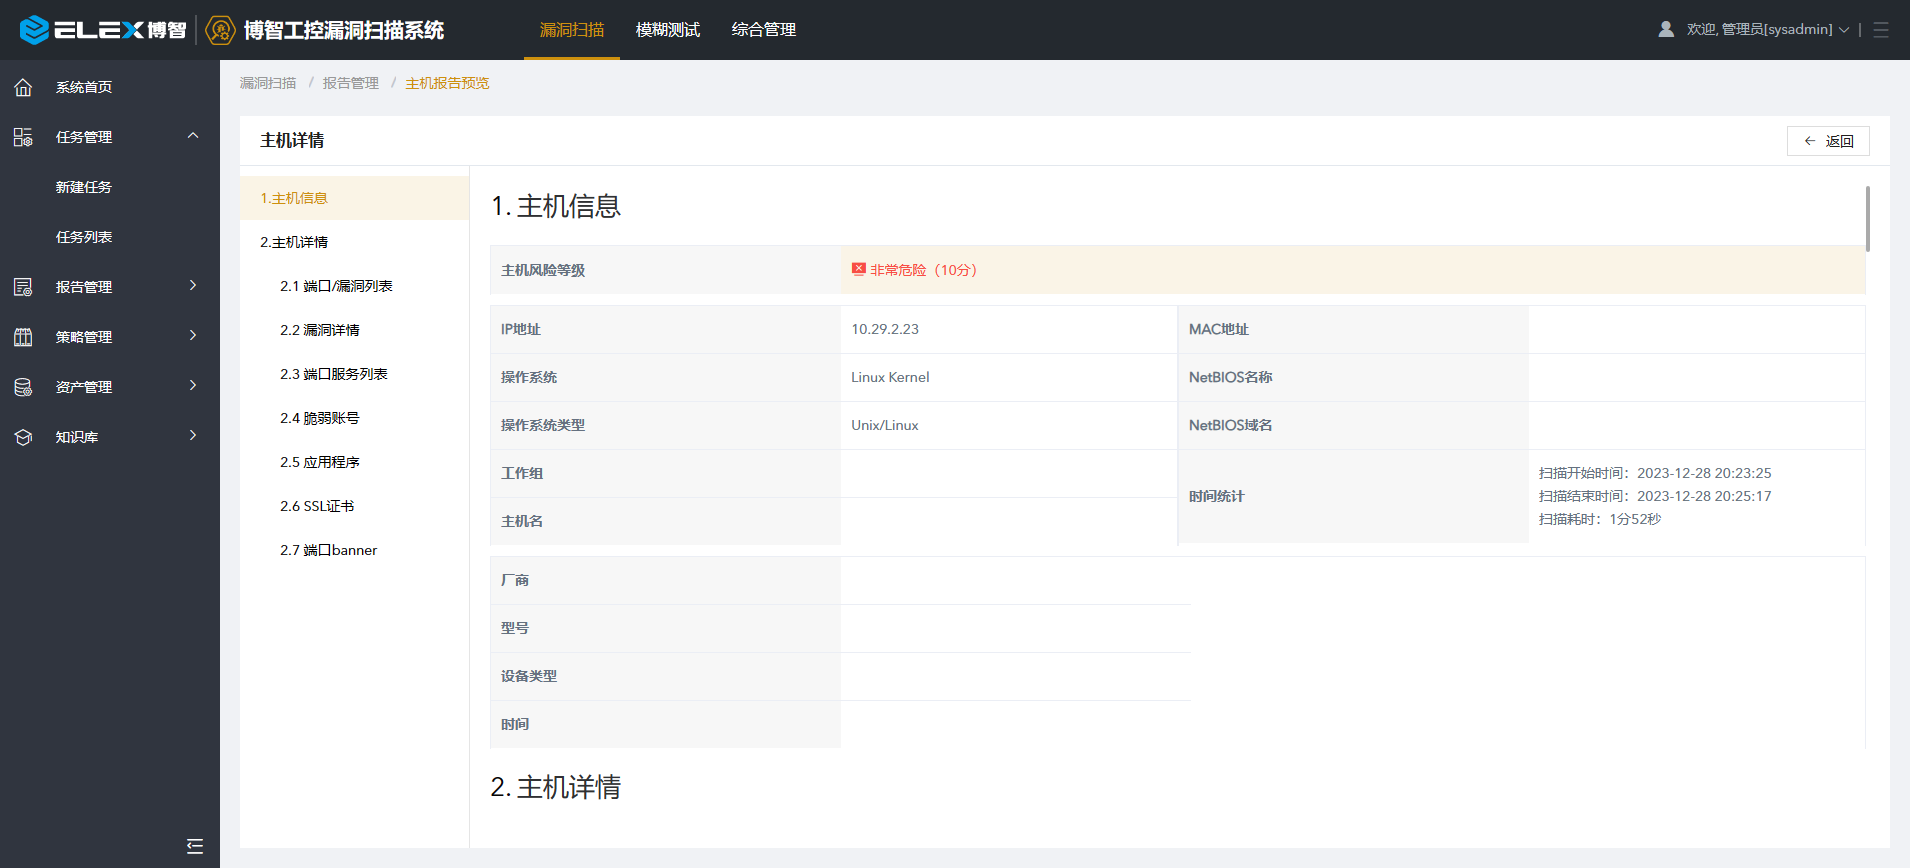 ELEX博智 博智工控漏洞扫描系统 漏洞扫描 模糊测试 综合管理 欢迎, 管理员[sysadmin] |
系统首页
任务管理
新建任务
任务列表
报告管理
策略管理
资产管理
知识库
漏洞扫描 / 报告管理 / 主机报告预览
主机详情
返回
1.主机信息
2.主机详情
2.1 端口/漏洞列表
2.2 漏洞详情
2.3 端口服务列表
2.4 脆弱账号
2.5 应用程序
2.6 SSL证书
2.7 端口banner
1. 主机信息
主机风险等级 非常危险（10分）
IP地址 10.29.2.23 MAC地址
操作系统 Linux Kernel NetBIOS名称
操作系统类型 Unix/Linux NetBIOS域名
工作组
主机名
时间统计
扫描开始时间：2023-12-28 20:23:25
扫描结束时间：2023-12-28 20:25:17
扫描耗时：1分52秒
厂商
型号
设备类型
时间
2. 主机详情